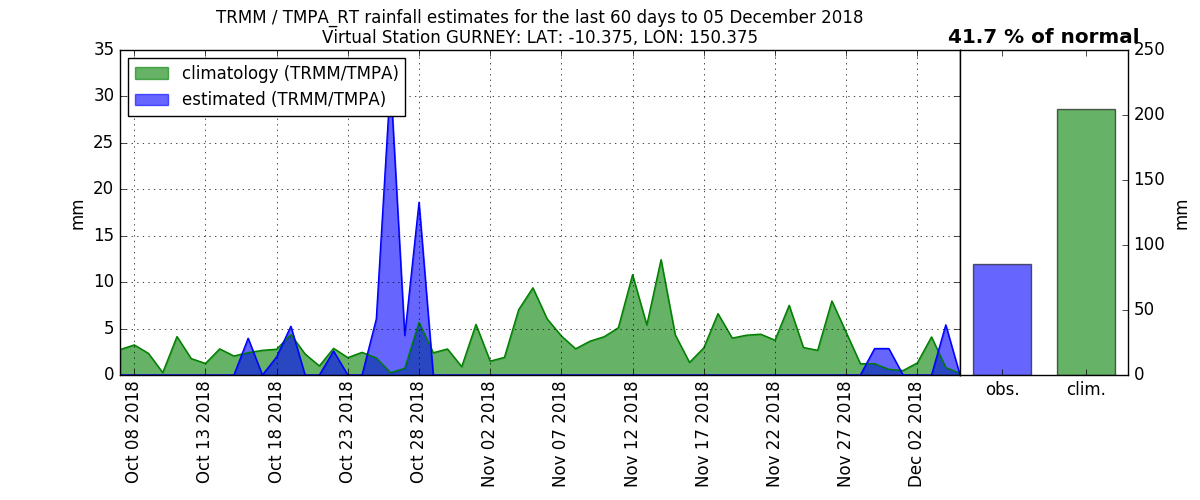 TRMM / TMPA_RT rainfall estimates for the last 60 days to 05 December 2018
Virtual Station GURNEY: LAT: -10.375, LON: 150.375
41.7 % of normal
climatology (TRMM/TMPA)
estimated (TRMM/TMPA)
35
30
25
20
15
10
5
0
mm
250
200
150
100
50
0
mm
Oct 08 2018
Oct 13 2018
Oct 18 2018
Oct 23 2018
Oct 28 2018
Nov 02 2018
Nov 07 2018
Nov 12 2018
Nov 17 2018
Nov 22 2018
Nov 27 2018
Dec 02 2018
obs.
clim.